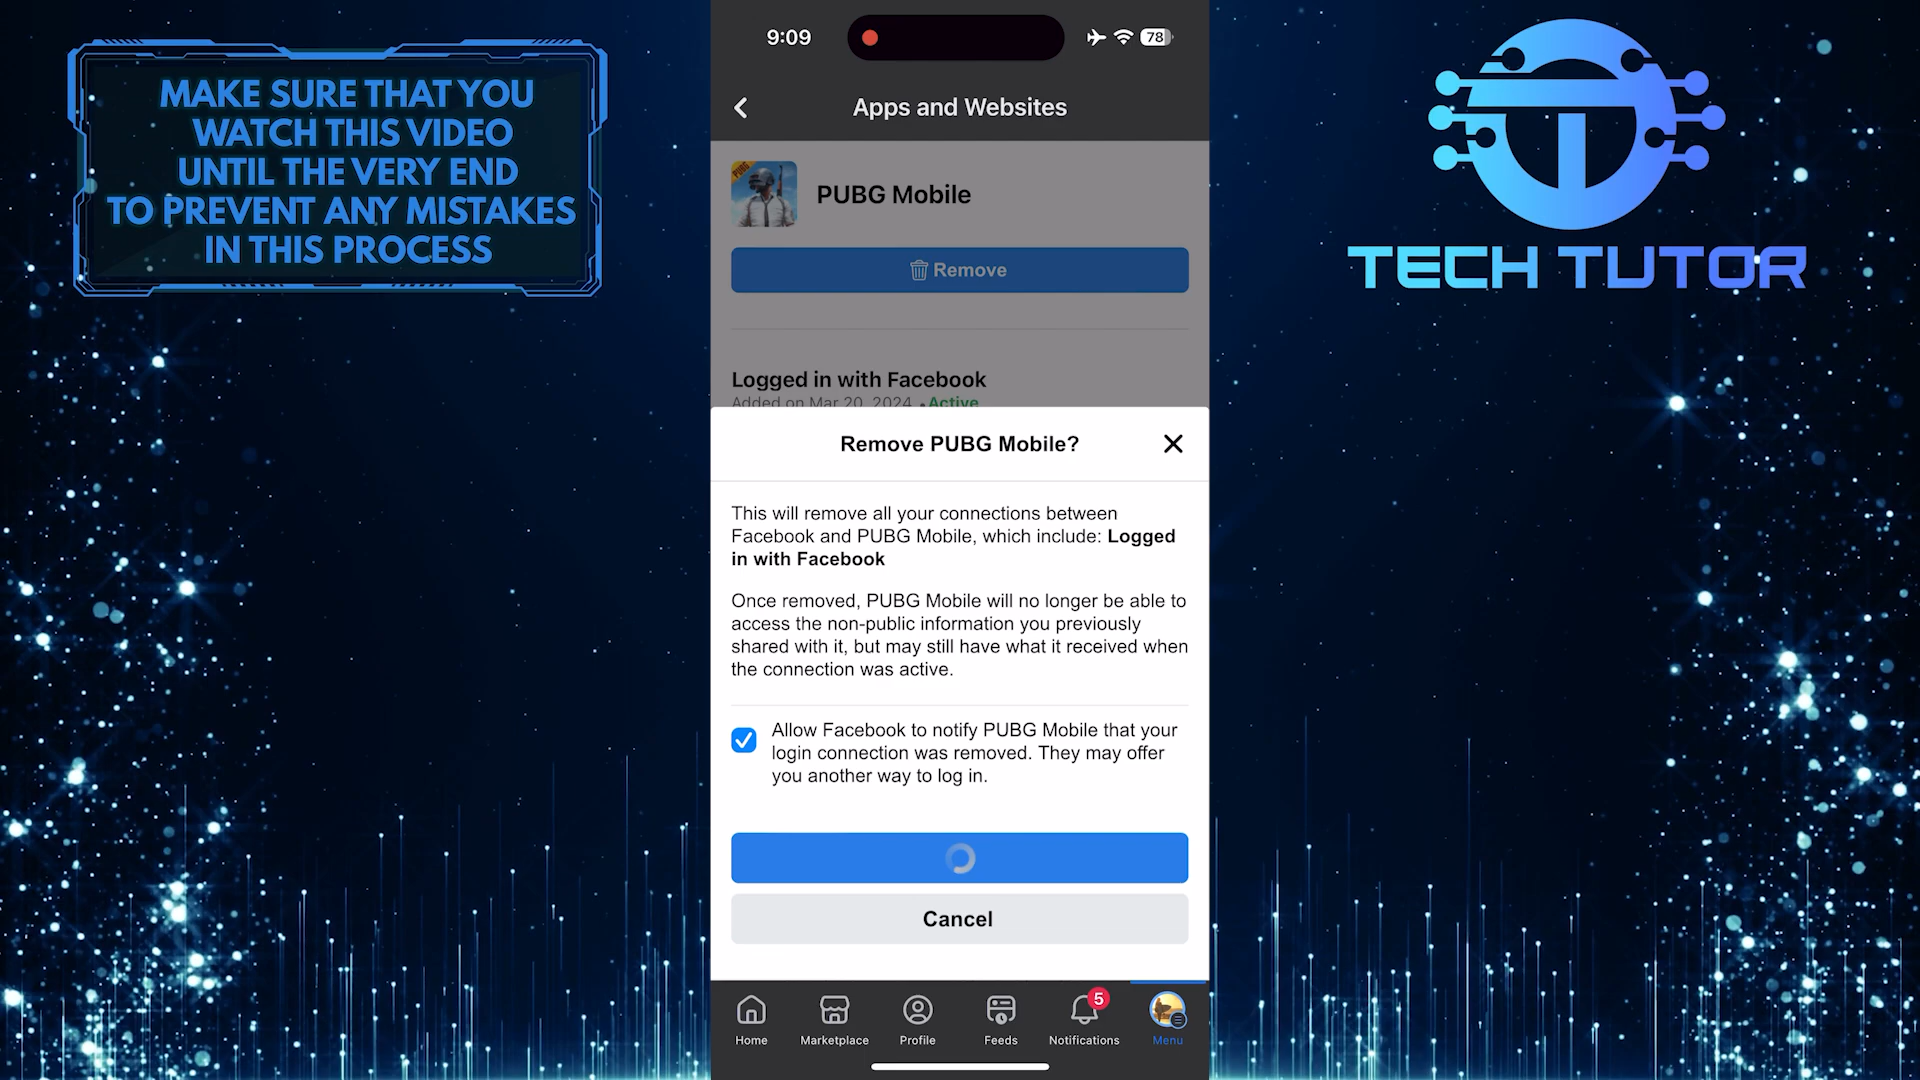 MAKE SURE THAT YOU
WATCH THIS VIDEO
UNTIL THE VERY END
TO PREVENT ANY MISTAKES
IN THIS PROCESS
9:09
78
Apps and Websites
PUBG
PUBG Mobile
Remove
Logged in with Facebook
Added on Mar 20, 2024 • Active
Remove PUBG Mobile?
This will remove all your connections between
Facebook and PUBG Mobile, which include: Logged
in with Facebook
Once removed, PUBG Mobile will no longer be able to
access the non-public information you previously
shared with it, but may still have what it received when
the connection was active.
Allow Facebook to notify PUBG Mobile that your
login connection was removed. They may offer
you another way to log in.
Cancel
5
Home
Marketplace
Profile
Feeds
Notifications
Menu
TECH TUTOR